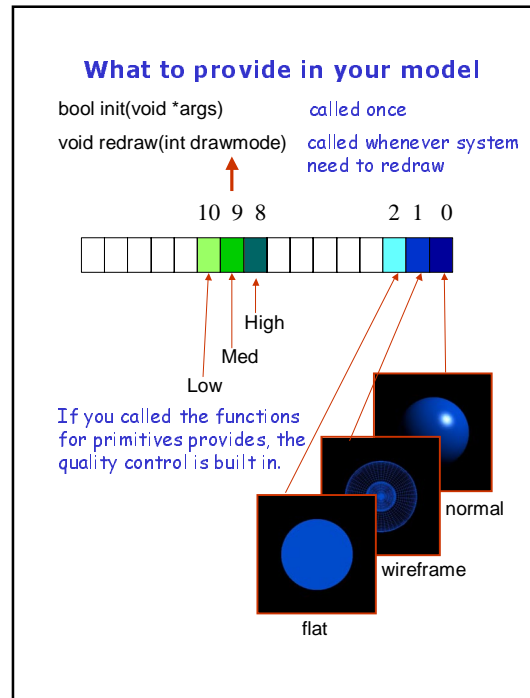 What to provide in your model
bool init(void *args) called once
void redraw(int drawmode) called whenever system
need to redraw
10 9 8 2 1 0
High
Med
Low
If you called the functions
for primitives provides, the
quality control is built in.
normal
wireframe
flat